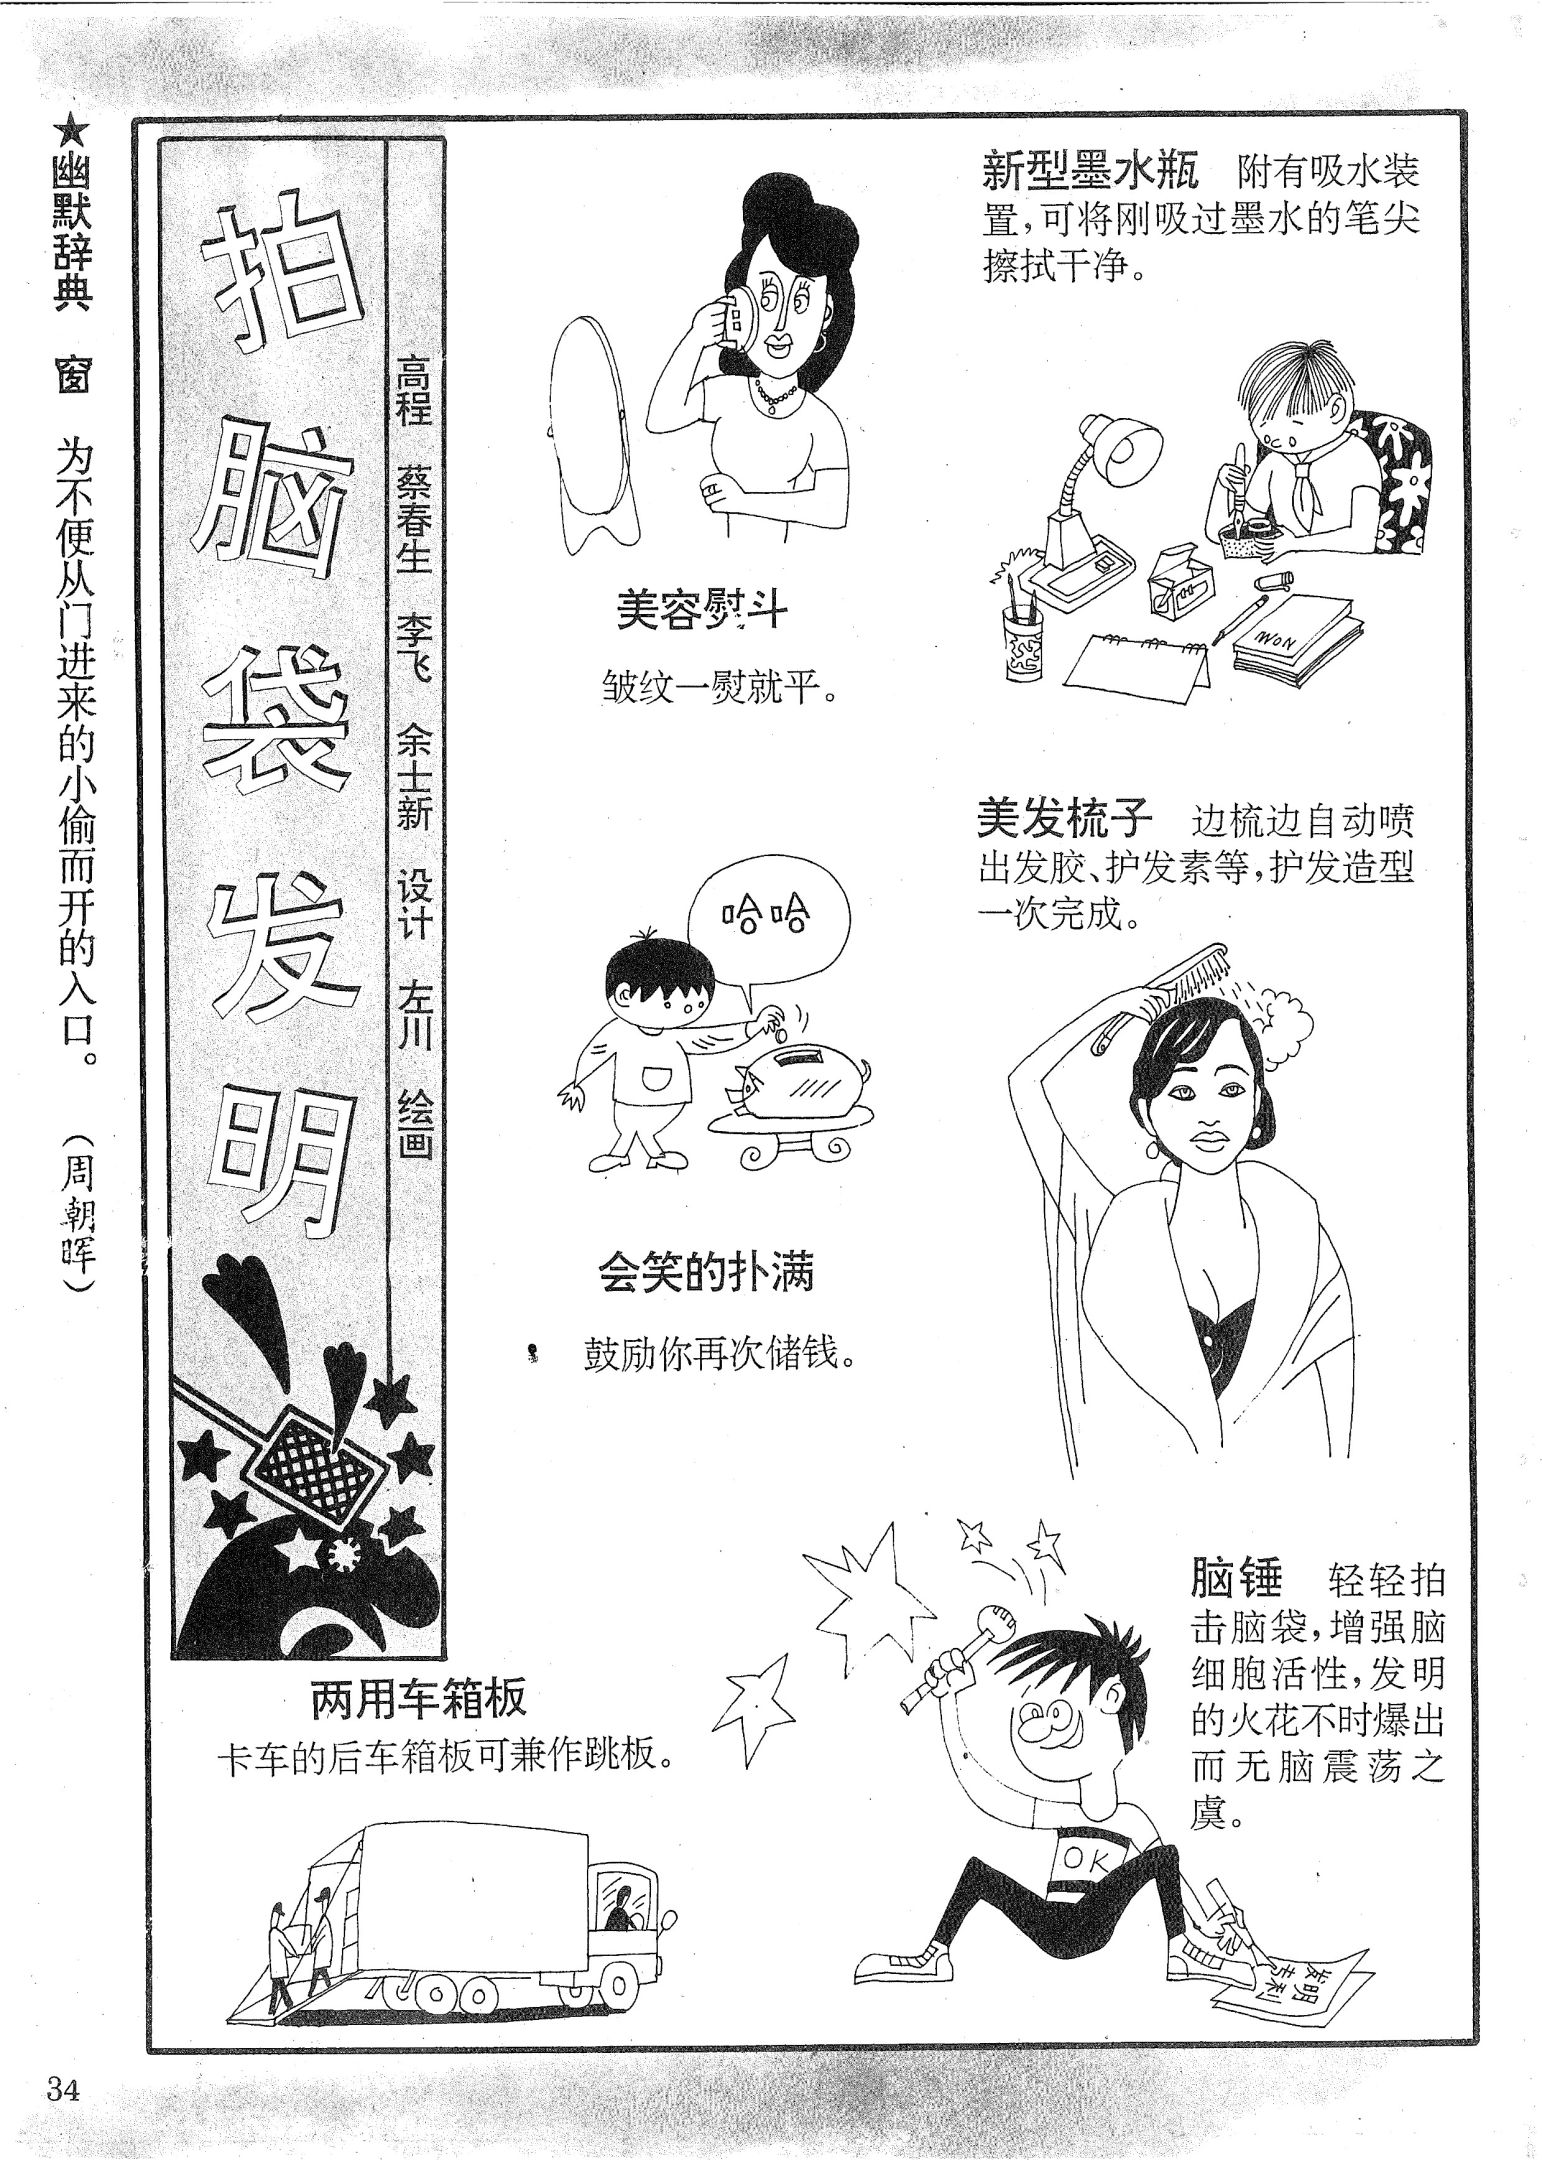 ★幽默辞典　窗　为不便从门进来的小偷而开的入口。　（周朝晖）
拍脑袋发明
高程　蔡春生　李飞　余士新　设计　左川　绘画
美容熨斗
皱纹一熨就平。
新型墨水瓶　附有吸水装
置，可将刚吸过墨水的笔尖
擦拭干净。
WON
哈哈
会笑的扑满
鼓励你再次储钱。
美发梳子　边梳边自动喷
出发胶、护发素等，护发造型
一次完成。
两用车箱板
卡车的后车箱板可兼作跳板。
脑锤　轻轻拍
击脑袋，增强脑
细胞活性，发明
的火花不时爆出
而无脑震荡之
虞。
OK
发明
专利
34